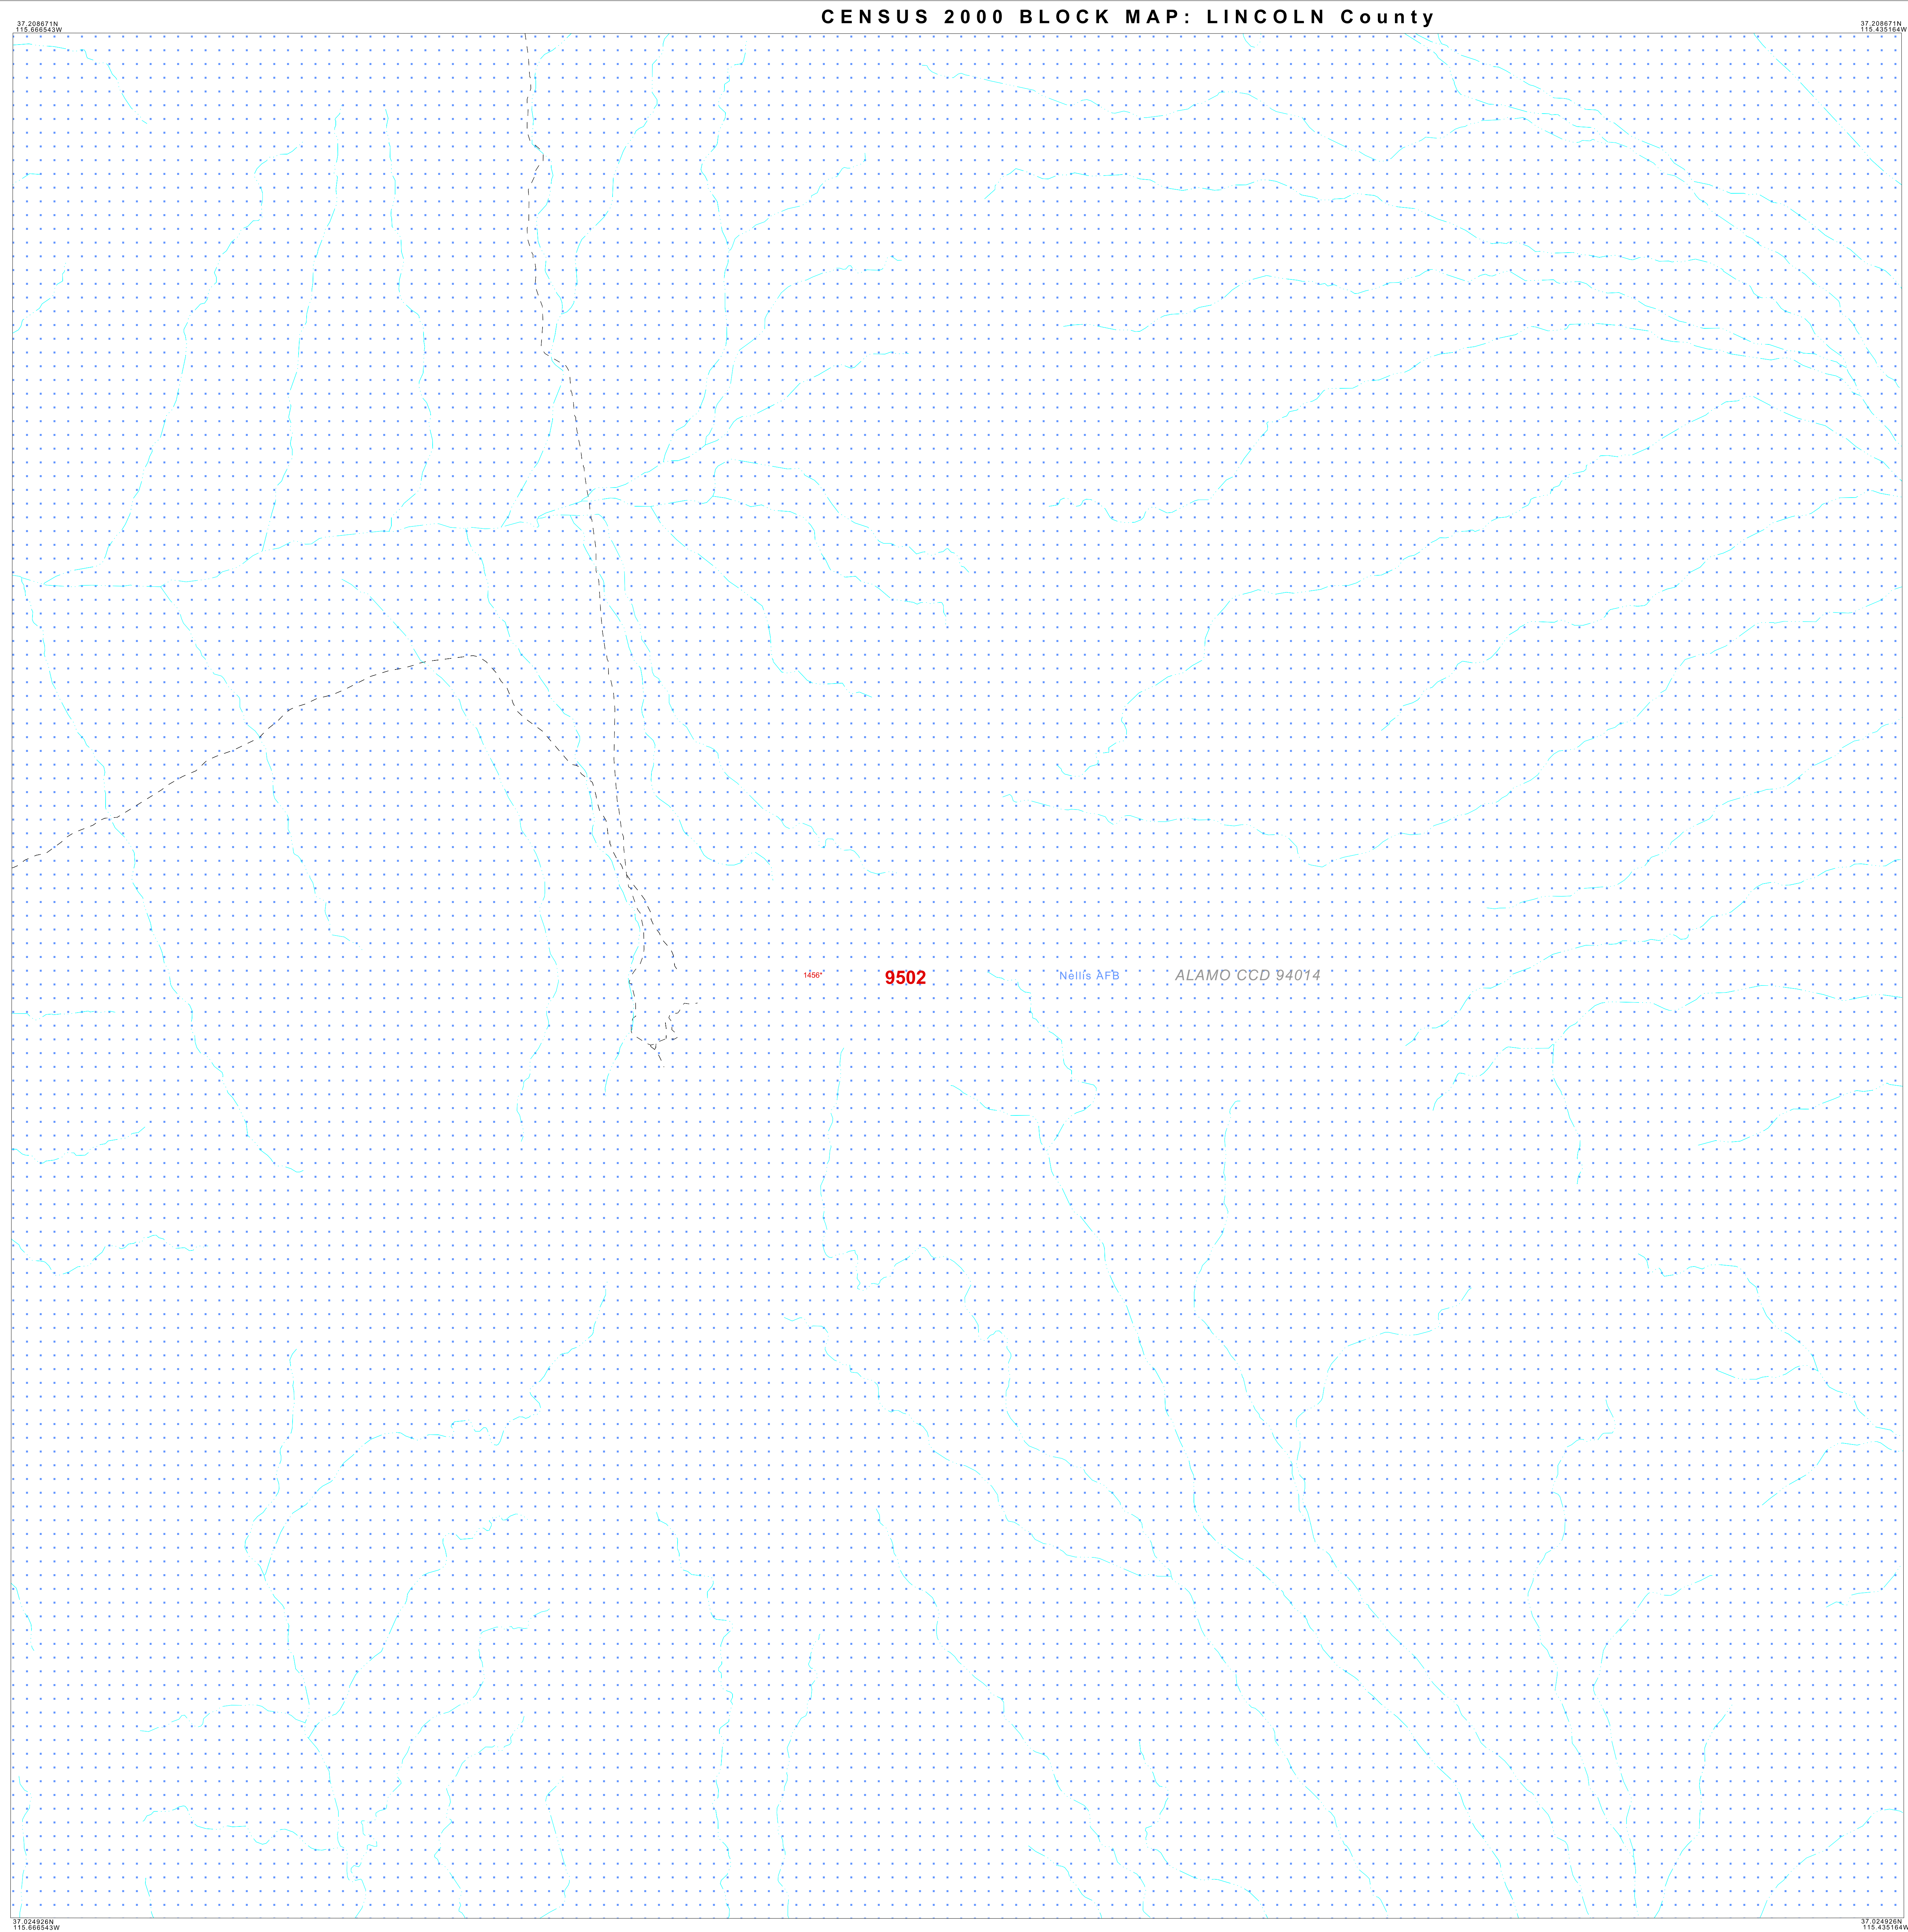 CENSUS 2000 BLOCK MAP: LINCOLN County
37.208671N
115.666543W
37.208671N
115.435164W
1456*
9502
Nellis AFB
ALAMO CCD 94014
37.024926N
115.666543W
37.024926N
115.435164W